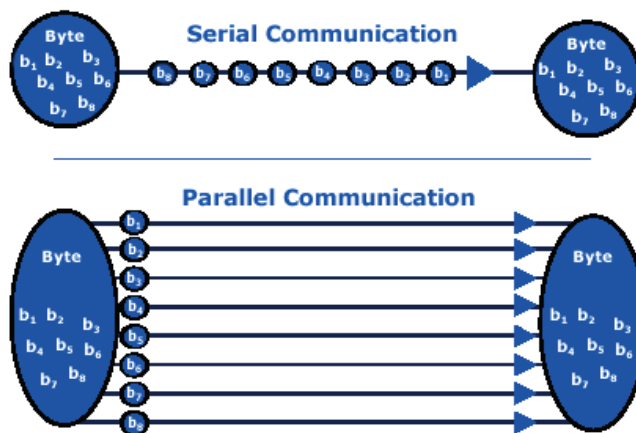 Serial Communication
Byte
b1 b2 b3
b4 b5 b6
b7 b8
b8 b7 b6 b5 b4 b3 b2 b1
Byte
b1 b2 b3
b4 b5 b6
b7 b8
Parallel Communication
Byte
b1 b2 b3
b4 b5 b6
b7 b8
b1
b2
b3
b4
b5
b6
b7
b8
Byte
b1 b2 b3
b4 b5 b6
b7 b8